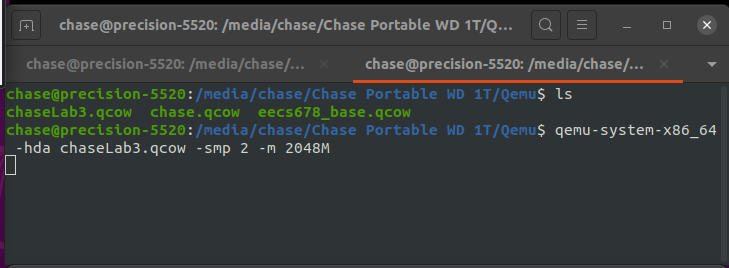 chase@precision-5520: /media/chase/Chase Portable WD 1T/Q...
chase@precision-5520: /media/chase/...
chase@precision-5520: /media/chase/...
chase@precision-5520:/media/chase/Chase Portable WD 1T/Qemu$ ls
chaseLab3.qcow chase.qcow eecs678_base.qcow
chase@precision-5520:/media/chase/Chase Portable WD 1T/Qemu$ qemu-system-x86_64
-hda chaseLab3.qcow -smp 2 -m 2048M